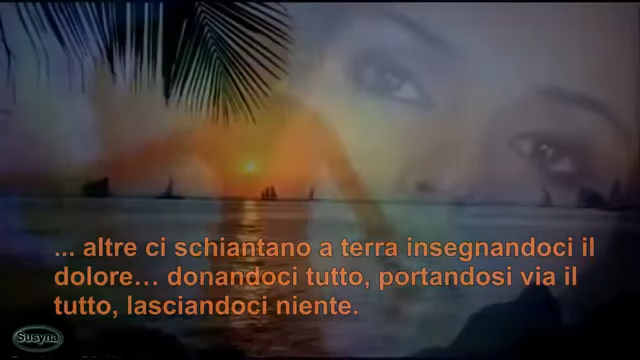 ... altre ci schiantano a terra insegnandoci il
dolore... donandoci tutto, portandosi via il
tutto, lasciandoci niente.
Susyna